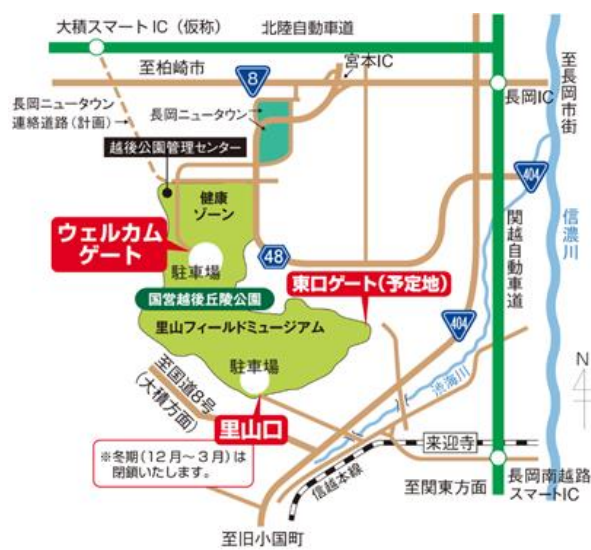 大積スマートIC(仮称)
北陸自動車道
至柏崎市
8
宮本IC
長岡IC
至長岡市街
長岡ニュータウン
連絡道路(計画)
長岡ニュータウン
越後公園管理センター
健康
ゾーン
ウェルカム
ゲート
駐車場
48
404
関越自動車道
信濃川
東口ゲート(予定地)
国営越後丘陵公園
里山フィールドミュージアム
404
駐車場
渋海川
N
至国道8号
(大積方面)
里山口
※冬期(12月~3月)は
閉鎖いたします。
信越本線
来迎寺
至関東方面
長岡南越路
スマートIC
至旧小国町